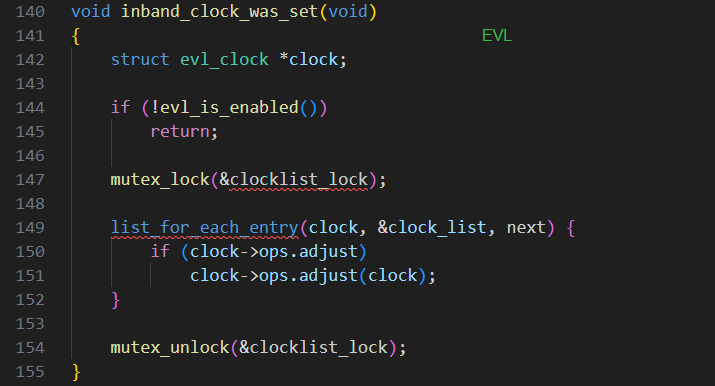 140 void inband_clock_was_set(void)
141 { EVL
142     struct evl_clock *clock;
143
144     if (!evl_is_enabled())
145         return;
146
147     mutex_lock(&clocklist_lock);
148
149     list_for_each_entry(clock, &clock_list, next) {
150         if (clock->ops.adjust)
151             clock->ops.adjust(clock);
152     }
153
154     mutex_unlock(&clocklist_lock);
155 }